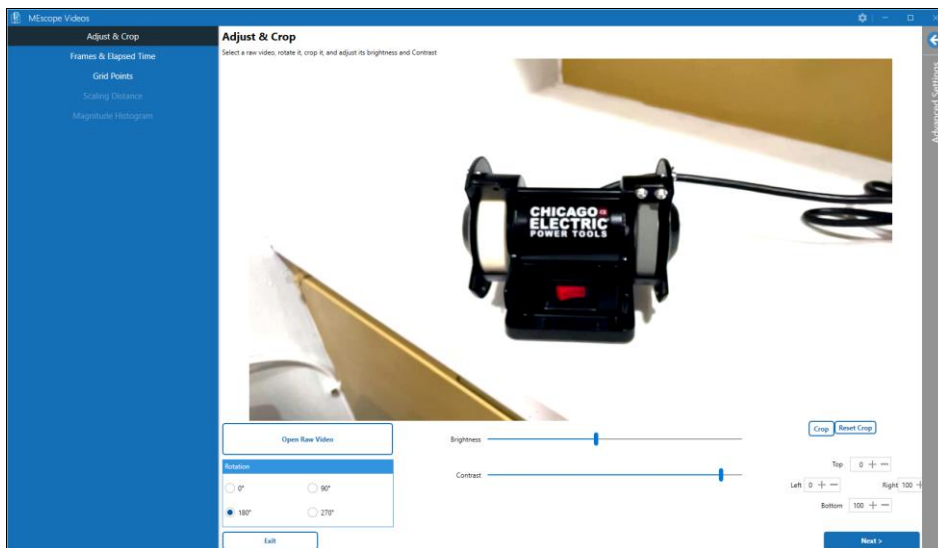 MEscope Videos
Adjust & Crop
Frames & Elapsed Time
Grid Points
Scaling Distance
Magnitude Histogram
Adjust & Crop
Select a raw video, rotate it, crop it, and adjust its brightness and Contrast
Advanced Settings
CHICAGO
ELECTRIC
POWER TOOLS
Open Raw Video
Brightness
Contrast
Crop
Reset Crop
Top 0 + −
Left 0 + − Right 100 +
Bottom 100 + −
Rotation
0° 90°
180° 270°
Exit
Next >